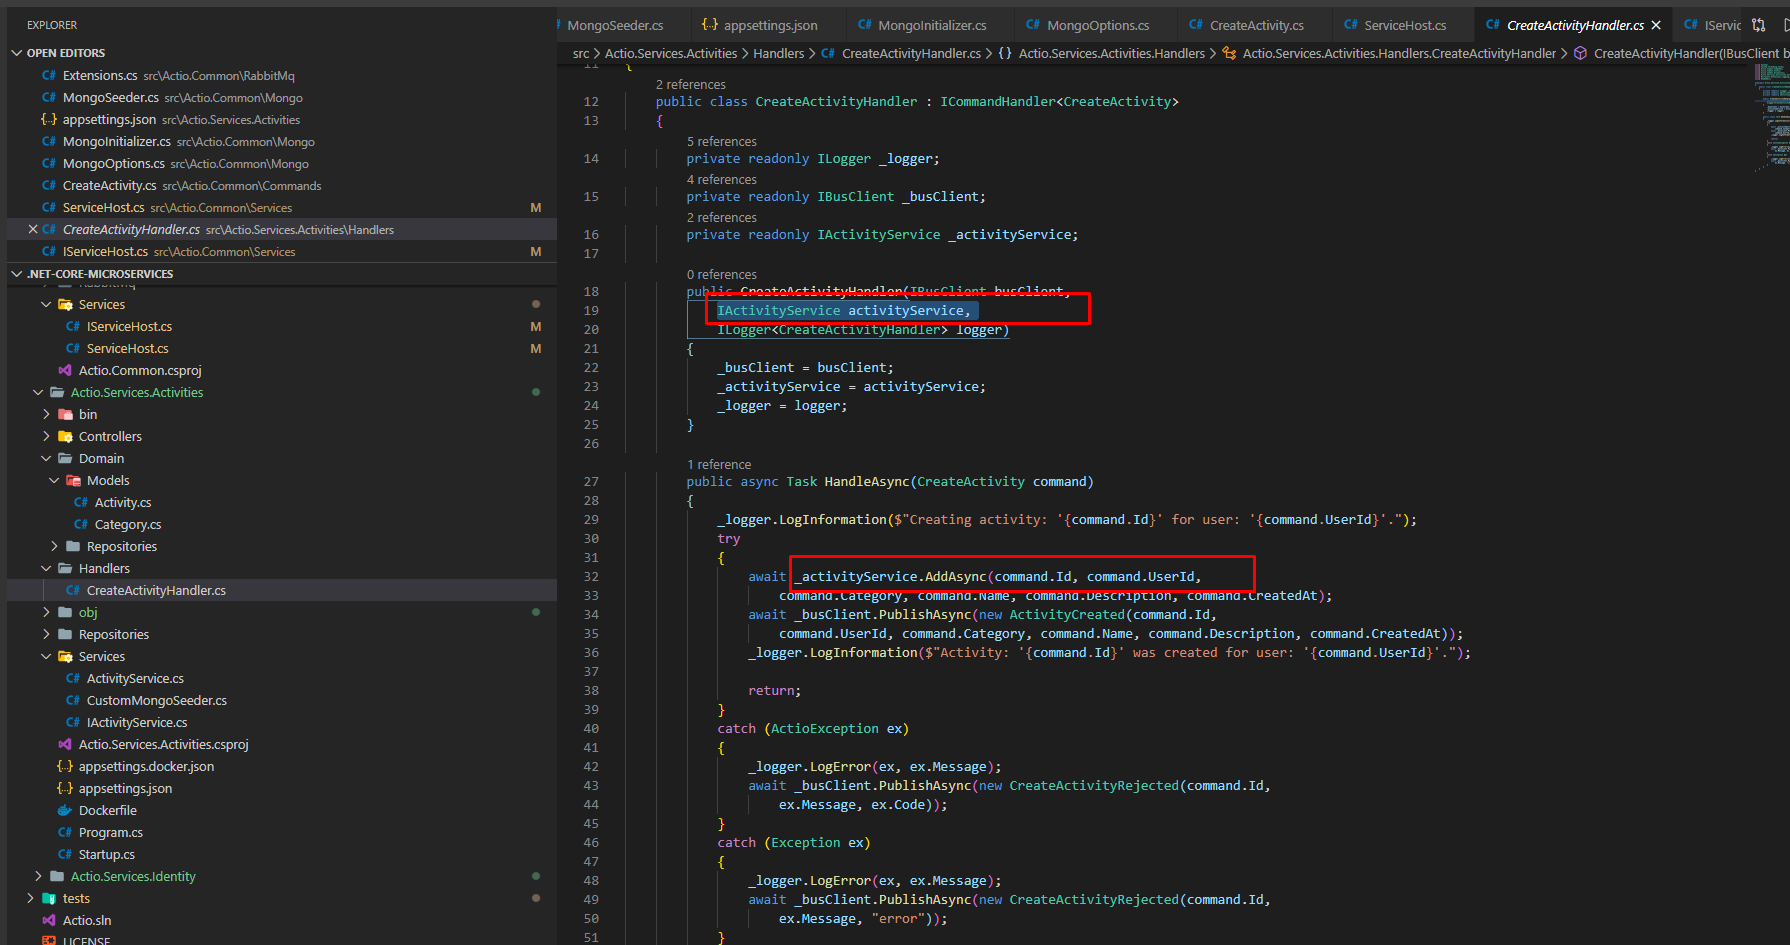 EXPLORER
OPEN EDITORS
C# Extensions.cs src\Actio.Common\RabbitMq
C# MongoSeeder.cs src\Actio.Common\Mongo
{..} appsettings.json src\Actio.Services.Activities
C# MongoInitializer.cs src\Actio.Common\Mongo
C# MongoOptions.cs src\Actio.Common\Mongo
C# CreateActivity.cs src\Actio.Common\Commands
C# ServiceHost.cs src\Actio.Common\Services M
C# CreateActivityHandler.cs src\Actio.Services.Activities\Handlers
C# IServiceHost.cs src\Actio.Common\Services M
.NET-CORE-MICROSERVICES
RabbitMq
Services
C# IServiceHost.cs M
C# ServiceHost.cs M
Actio.Common.csproj
Actio.Services.Activities
bin
Controllers
Domain
Models
C# Activity.cs
C# Category.cs
Repositories
Handlers
C# CreateActivityHandler.cs
obj
Repositories
Services
C# ActivityService.cs
C# CustomMongoSeeder.cs
C# IActivityService.cs
Actio.Services.Activities.csproj
{..} appsettings.docker.json
{..} appsettings.json
Dockerfile
C# Program.cs
C# Startup.cs
Actio.Services.Identity
tests
Actio.sln
LICENSE
MongoSeeder.cs {..} appsettings.json C# MongoInitializer.cs C# MongoOptions.cs C# CreateActivity.cs C# ServiceHost.cs C# CreateActivityHandler.cs C# IServic
src > Actio.Services.Activities > Handlers > C# CreateActivityHandler.cs > {} Actio.Services.Activities.Handlers > Actio.Services.Activities.Handlers.CreateActivityHandler > CreateActivityHandler(IBusClient b
11 {
2 references
12 public class CreateActivityHandler : ICommandHandler<CreateActivity>
13 {
5 references
14 private readonly ILogger _logger;
4 references
15 private readonly IBusClient _busClient;
2 references
16 private readonly IActivityService _activityService;
17
0 references
18 public CreateActivityHandler(IBusClient busClient,
19 IActivityService activityService,
20 ILogger<CreateActivityHandler> logger)
21 {
22 _busClient = busClient;
23 _activityService = activityService;
24 _logger = logger;
25 }
26
1 reference
27 public async Task HandleAsync(CreateActivity command)
28 {
29 _logger.LogInformation($"Creating activity: '{command.Id}' for user: '{command.UserId}'.");
30 try
31 {
32 await _activityService.AddAsync(command.Id, command.UserId,
33 command.Category, command.Name, command.Description, command.CreatedAt);
34 await _busClient.PublishAsync(new ActivityCreated(command.Id,
35 command.UserId, command.Category, command.Name, command.Description, command.CreatedAt));
36 _logger.LogInformation($"Activity: '{command.Id}' was created for user: '{command.UserId}'.");
37
38 return;
39 }
40 catch (ActioException ex)
41 {
42 _logger.LogError(ex, ex.Message);
43 await _busClient.PublishAsync(new CreateActivityRejected(command.Id,
44 ex.Message, ex.Code));
45 }
46 catch (Exception ex)
47 {
48 _logger.LogError(ex, ex.Message);
49 await _busClient.PublishAsync(new CreateActivityRejected(command.Id,
50 ex.Message, "error"));
51 }